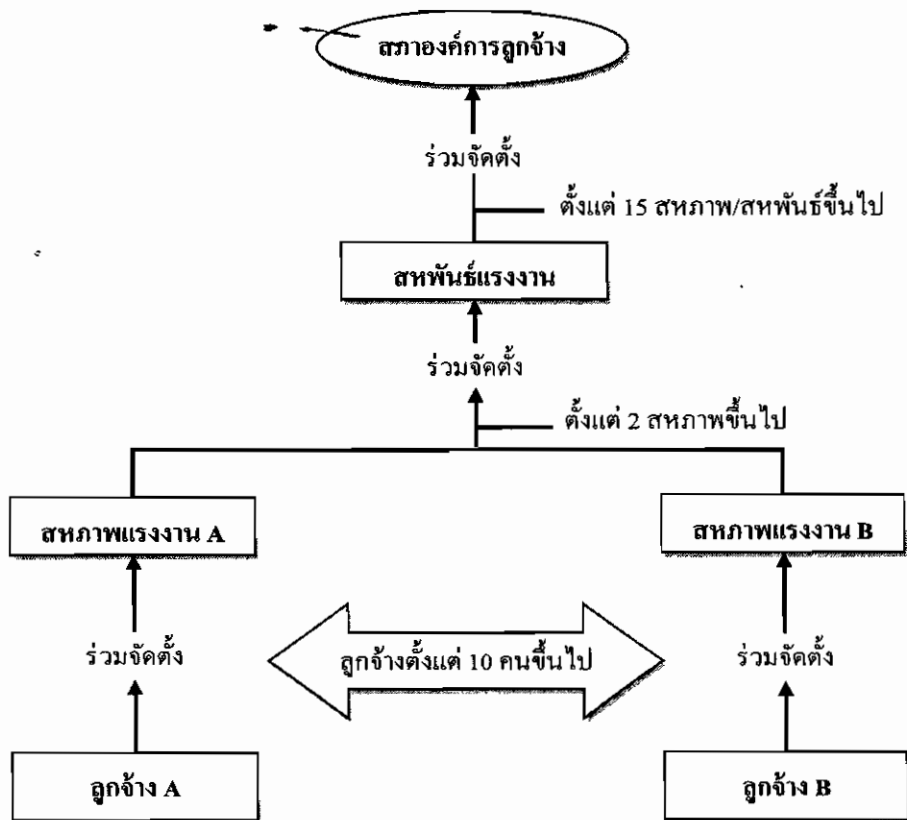 สภาองค์การลูกจ้าง
ร่วมจัดตั้ง
ตั้งแต่ 15 สหภาพ/สหพันธ์ขึ้นไป
สหพันธ์แรงงาน
ร่วมจัดตั้ง
ตั้งแต่ 2 สหภาพขึ้นไป
สหภาพแรงงาน A
สหภาพแรงงาน B
ร่วมจัดตั้ง
ลูกจ้างตั้งแต่ 10 คนขึ้นไป
ร่วมจัดตั้ง
ลูกจ้าง A
ลูกจ้าง B